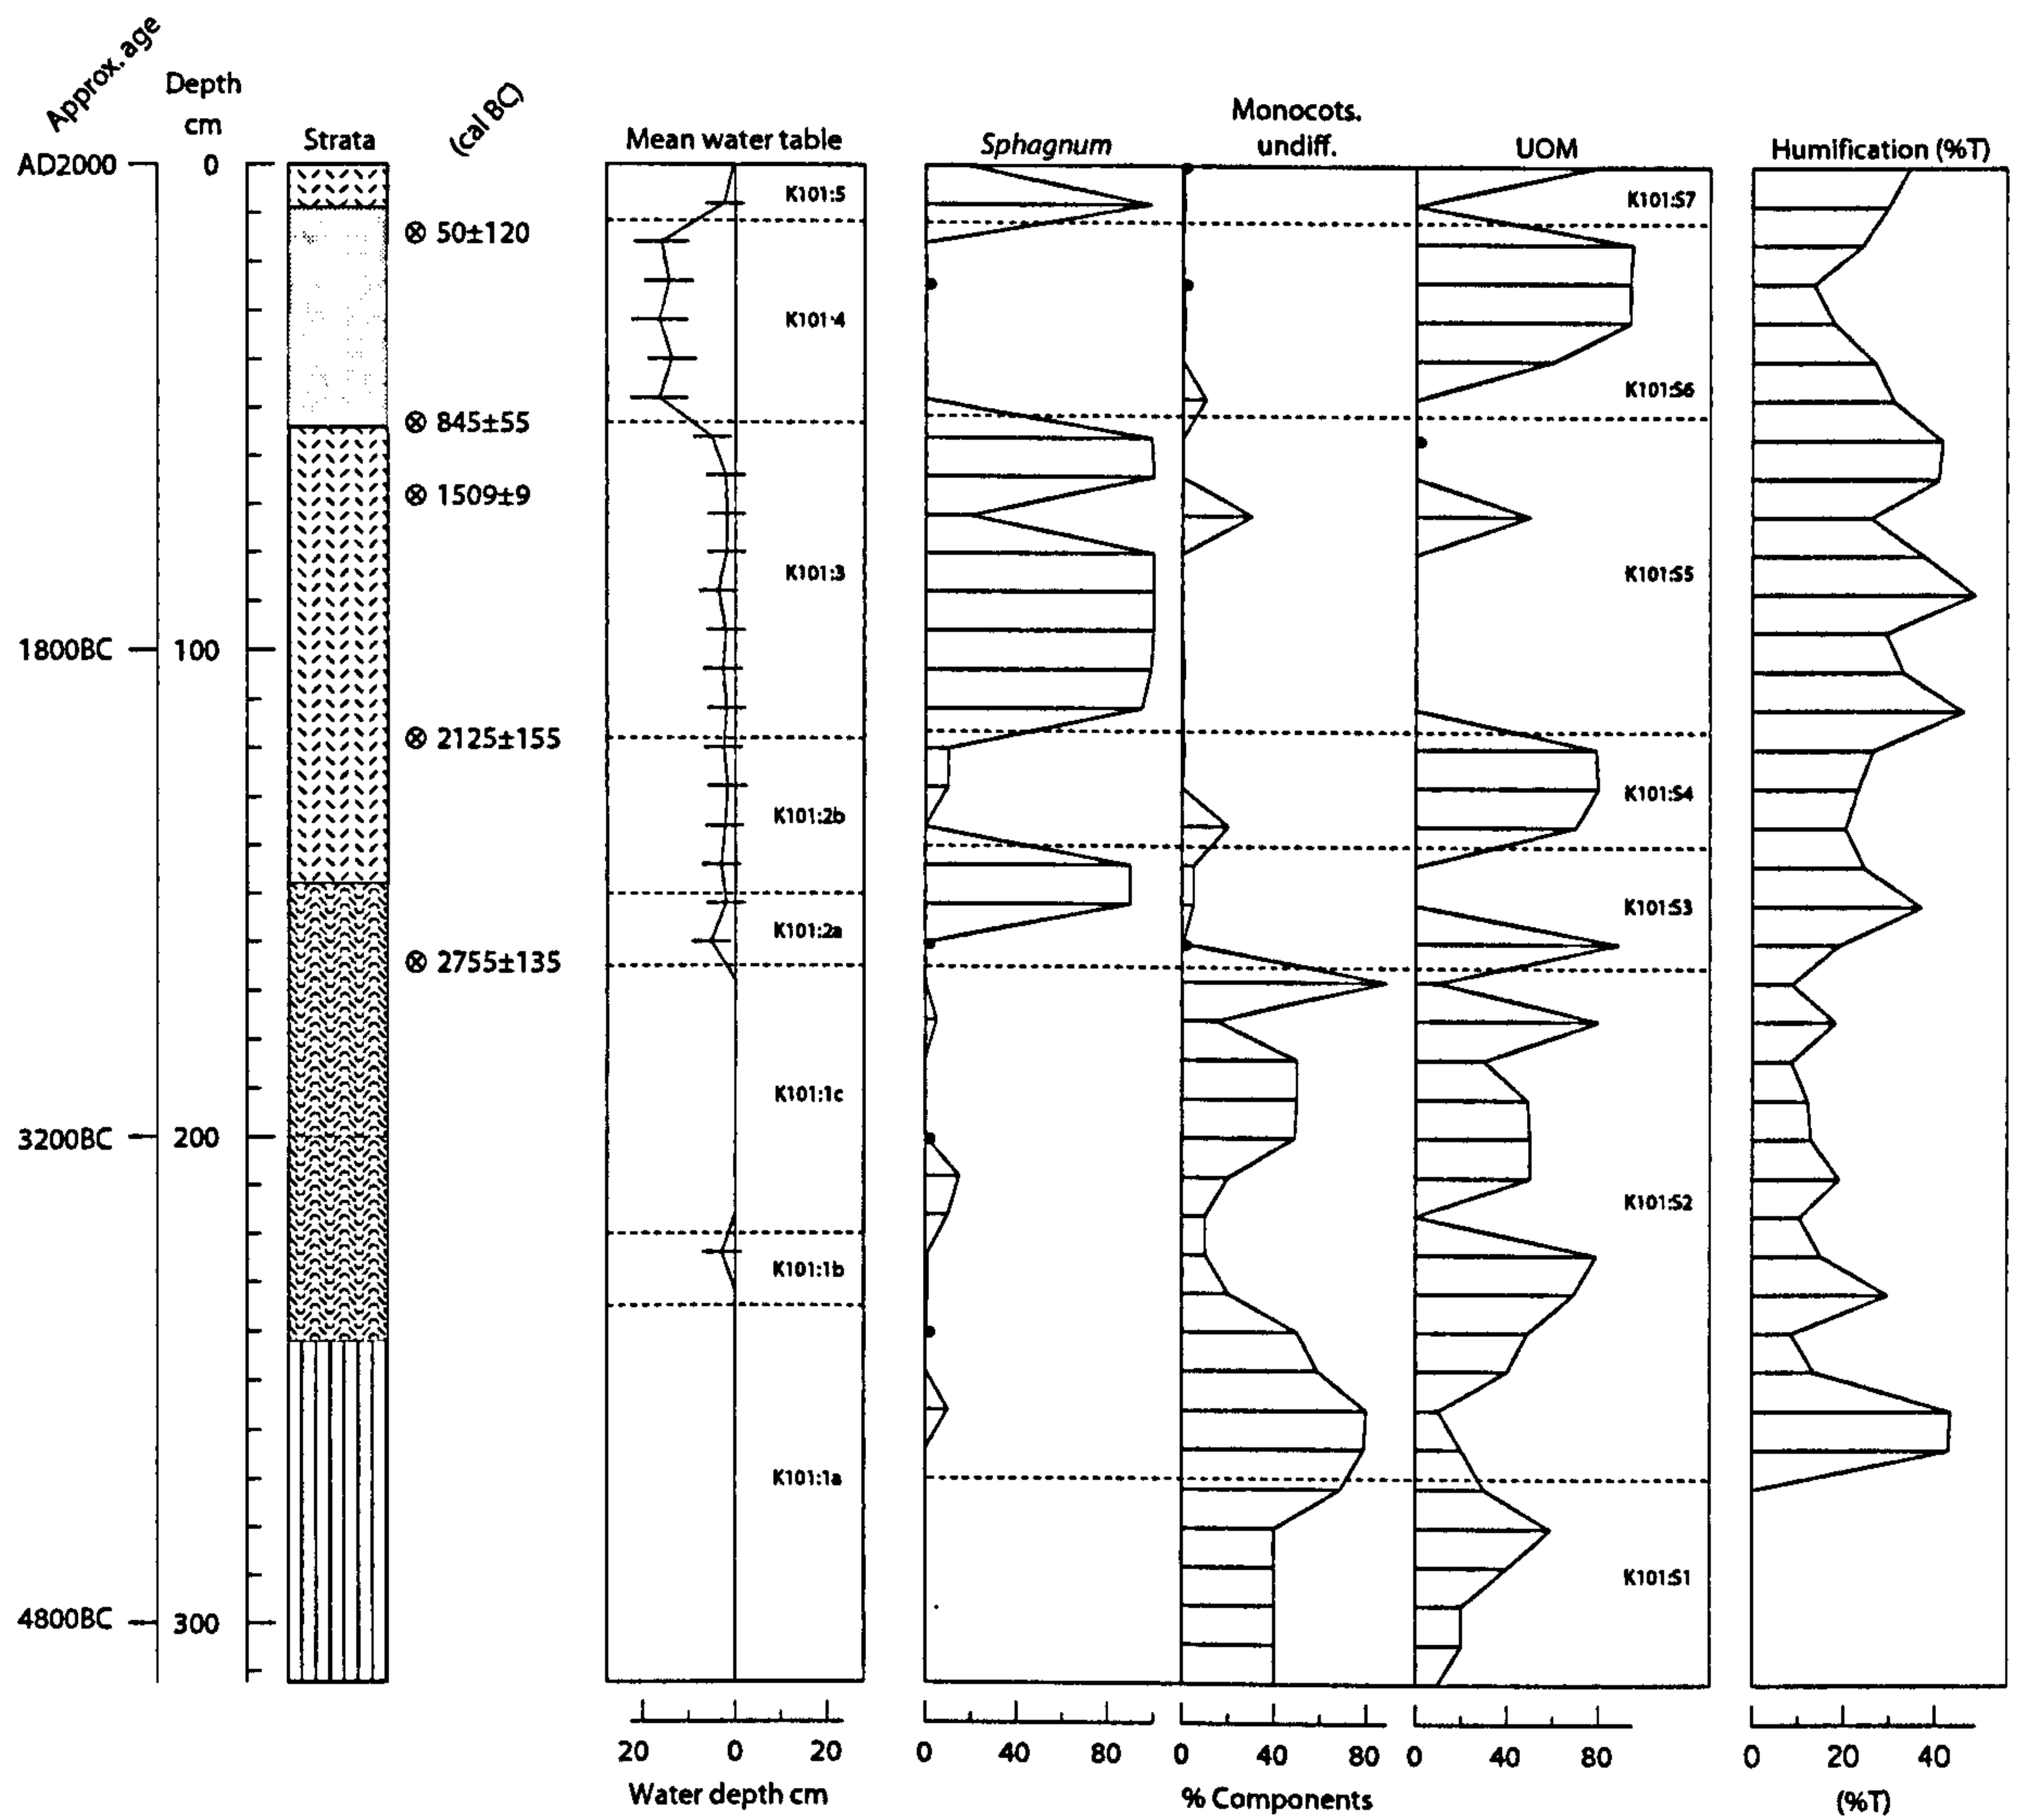 Approx. age
Depth
cm
Strata
(cal BC)
Mean water table
Sphagnum
Monocots.
undiff.
UOM
Humification (%T)
AD2000
0
K101:5
K101:S7
50±120
K101:4
K101:S6
845±55
1509±9
K101:3
K101:S5
1800BC
100
2125±155
K101:2b
K101:S4
K101:2a
K101:S3
2755±135
K101:1c
3200BC
200
K101:S2
K101:1b
K101:1a
K101:S1
4800BC
300
20 0 20
0 40 80
0 40 80
0 40 80
0 20 40
Water depth cm
% Components
(%T)